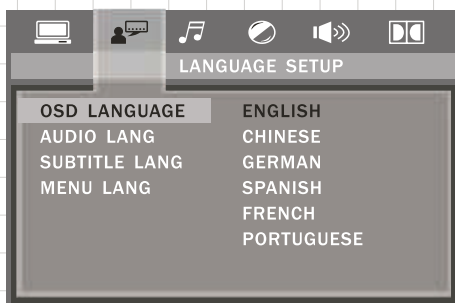 LANGUAGE SETUP
OSD LANGUAGE
AUDIO LANG
SUBTITLE LANG
MENU LANG
ENGLISH
CHINESE
GERMAN
SPANISH
FRENCH
PORTUGUESE